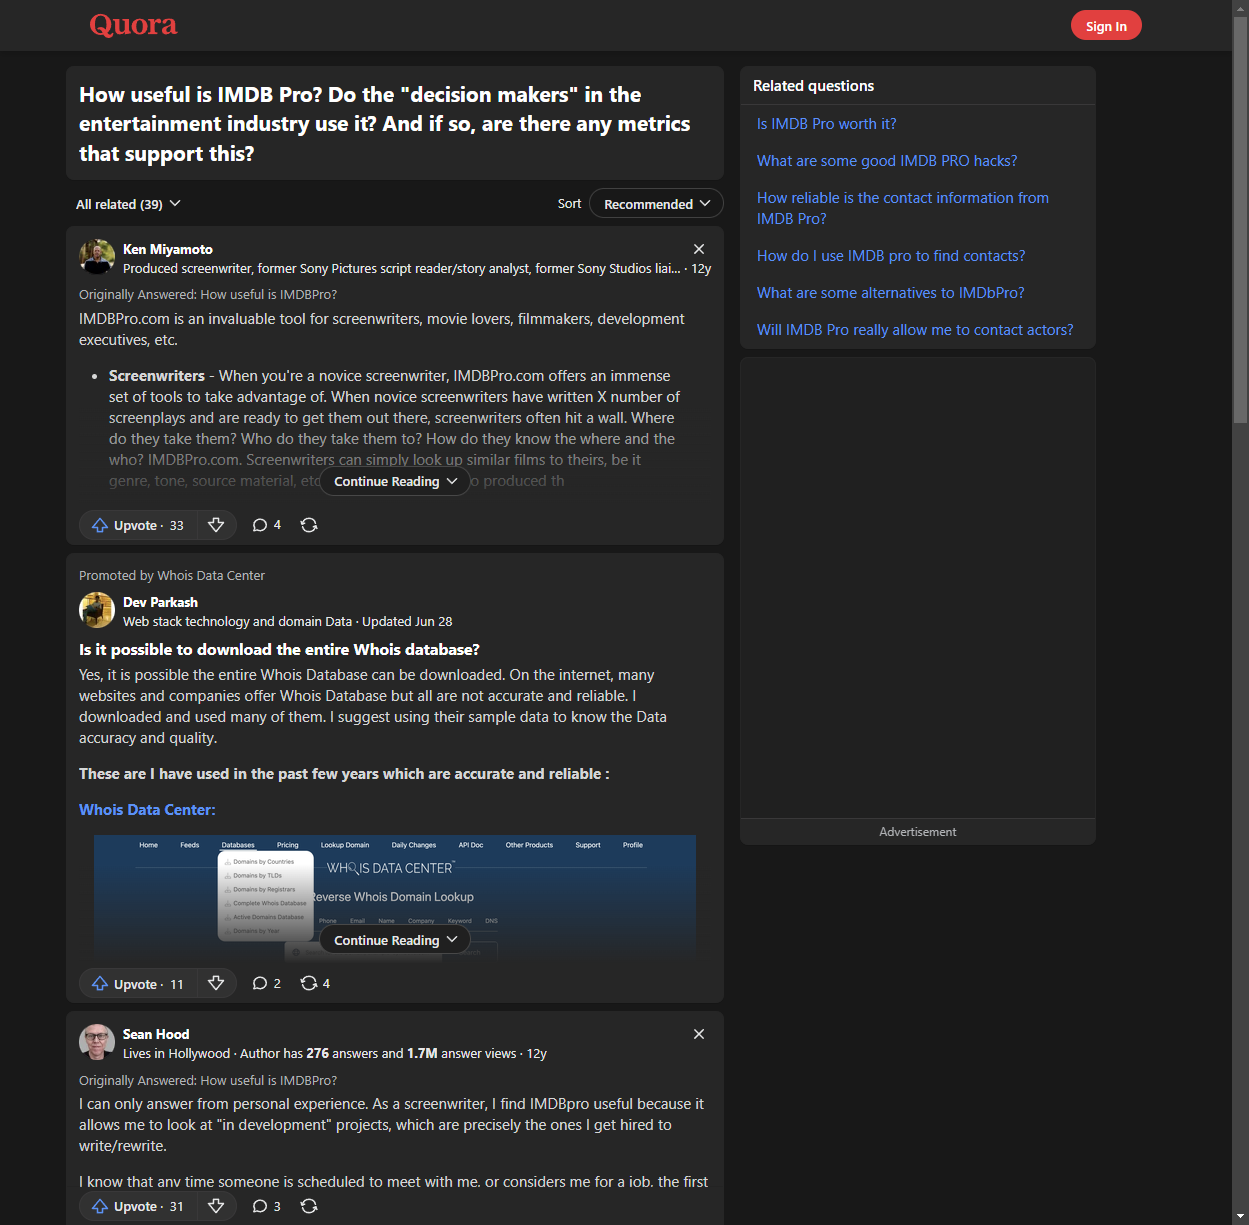 Quora
Sign In
How useful is IMDB Pro? Do the "decision makers" in the
entertainment industry use it? And if so, are there any metrics
that support this?
All related (39)
Sort
Recommended
Ken Miyamoto
Produced screenwriter, former Sony Pictures script reader/story analyst, former Sony Studios liai... · 12y
Originally Answered: How useful is IMDBPro?
IMDBPro.com is an invaluable tool for screenwriters, movie lovers, filmmakers, development
executives, etc.
• Screenwriters - When you're a novice screenwriter, IMDBPro.com offers an immense
set of tools to take advantage of. When novice screenwriters have written X number of
screenplays and are ready to get them out there, screenwriters often hit a wall. Where
do they take them? Who do they take them to? How do they know the where and the
who? IMDBPro.com. Screenwriters can simply look up similar films to theirs, be it
genre, tone, source material, etc
o produced th
Continue Reading
Upvote · 33
4
Promoted by Whois Data Center
Dev Parkash
Web stack technology and domain Data · Updated Jun 28
Is it possible to download the entire Whois database?
Yes, it is possible the entire Whois Database can be downloaded. On the internet, many
websites and companies offer Whois Database but all are not accurate and reliable. I
downloaded and used many of them. I suggest using their sample data to know the Data
accuracy and quality.
These are I have used in the past few years which are accurate and reliable :
Whois Data Center:
Home Feeds Databases Pricing Lookup Domain Daily Changes API Doc Other Products Support Profile
Domains by Countries
Domains by TLDs
Domains by Registrars
Complete Whois Database
Active Domains Database
Domains by Year
WHOIS DATA CENTER
Reverse Whois Domain Lookup
Phone Email Name Company Keyword DNS
Continue Reading
Upvote · 11
2
4
Sean Hood
Lives in Hollywood · Author has 276 answers and 1.7M answer views · 12y
Originally Answered: How useful is IMDBPro?
I can only answer from personal experience. As a screenwriter, I find IMDBpro useful because it
allows me to look at "in development" projects, which are precisely the ones I get hired to
write/rewrite.
I know that any time someone is scheduled to meet with me, or considers me for a job, the first
Upvote · 31
3
Related questions
Is IMDB Pro worth it?
What are some good IMDB PRO hacks?
How reliable is the contact information from
IMDB Pro?
How do I use IMDB pro to find contacts?
What are some alternatives to IMDbPro?
Will IMDB Pro really allow me to contact actors?
Advertisement